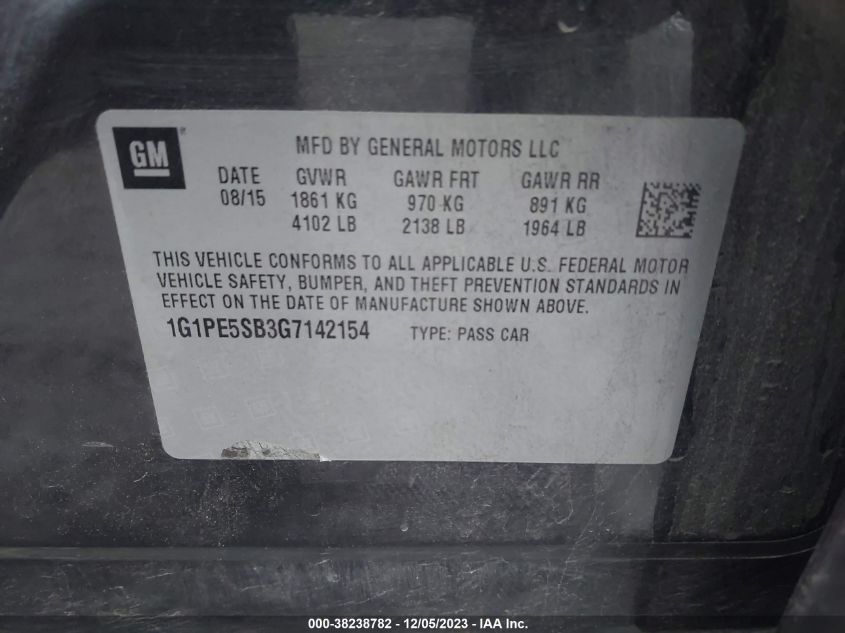 GM ®
MFD BY GENERAL MOTORS LLC
DATE GVWR GAWR FRT GAWR RR
08/15 1861 KG 970 KG 891 KG
4102 LB 2138 LB 1964 LB
THIS VEHICLE CONFORMS TO ALL APPLICABLE U.S. FEDERAL MOTOR
VEHICLE SAFETY, BUMPER, AND THEFT PREVENTION STANDARDS IN
EFFECT ON THE DATE OF MANUFACTURE SHOWN ABOVE.
1G1PE5SB3G7142154 TYPE: PASS CAR
000-38238782 - 12/05/2023 - IAAI.com